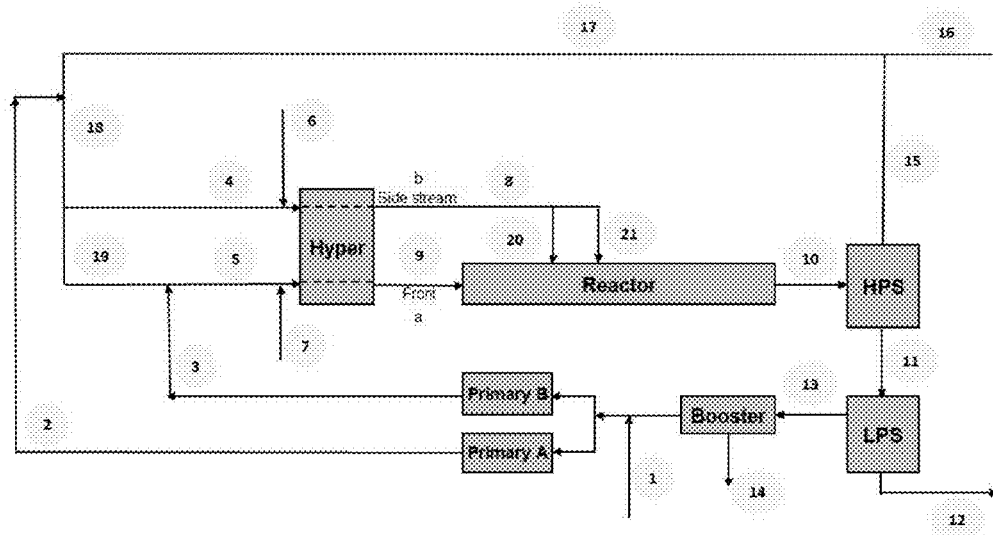 17
16
18
6
15
4
b
8
Side stream
Hyper
20
21
19
5
9
10
Reactor
HPS
Front
a
7
3
11
13
Primary B
2
Booster
LPS
Primary A
1
14
12